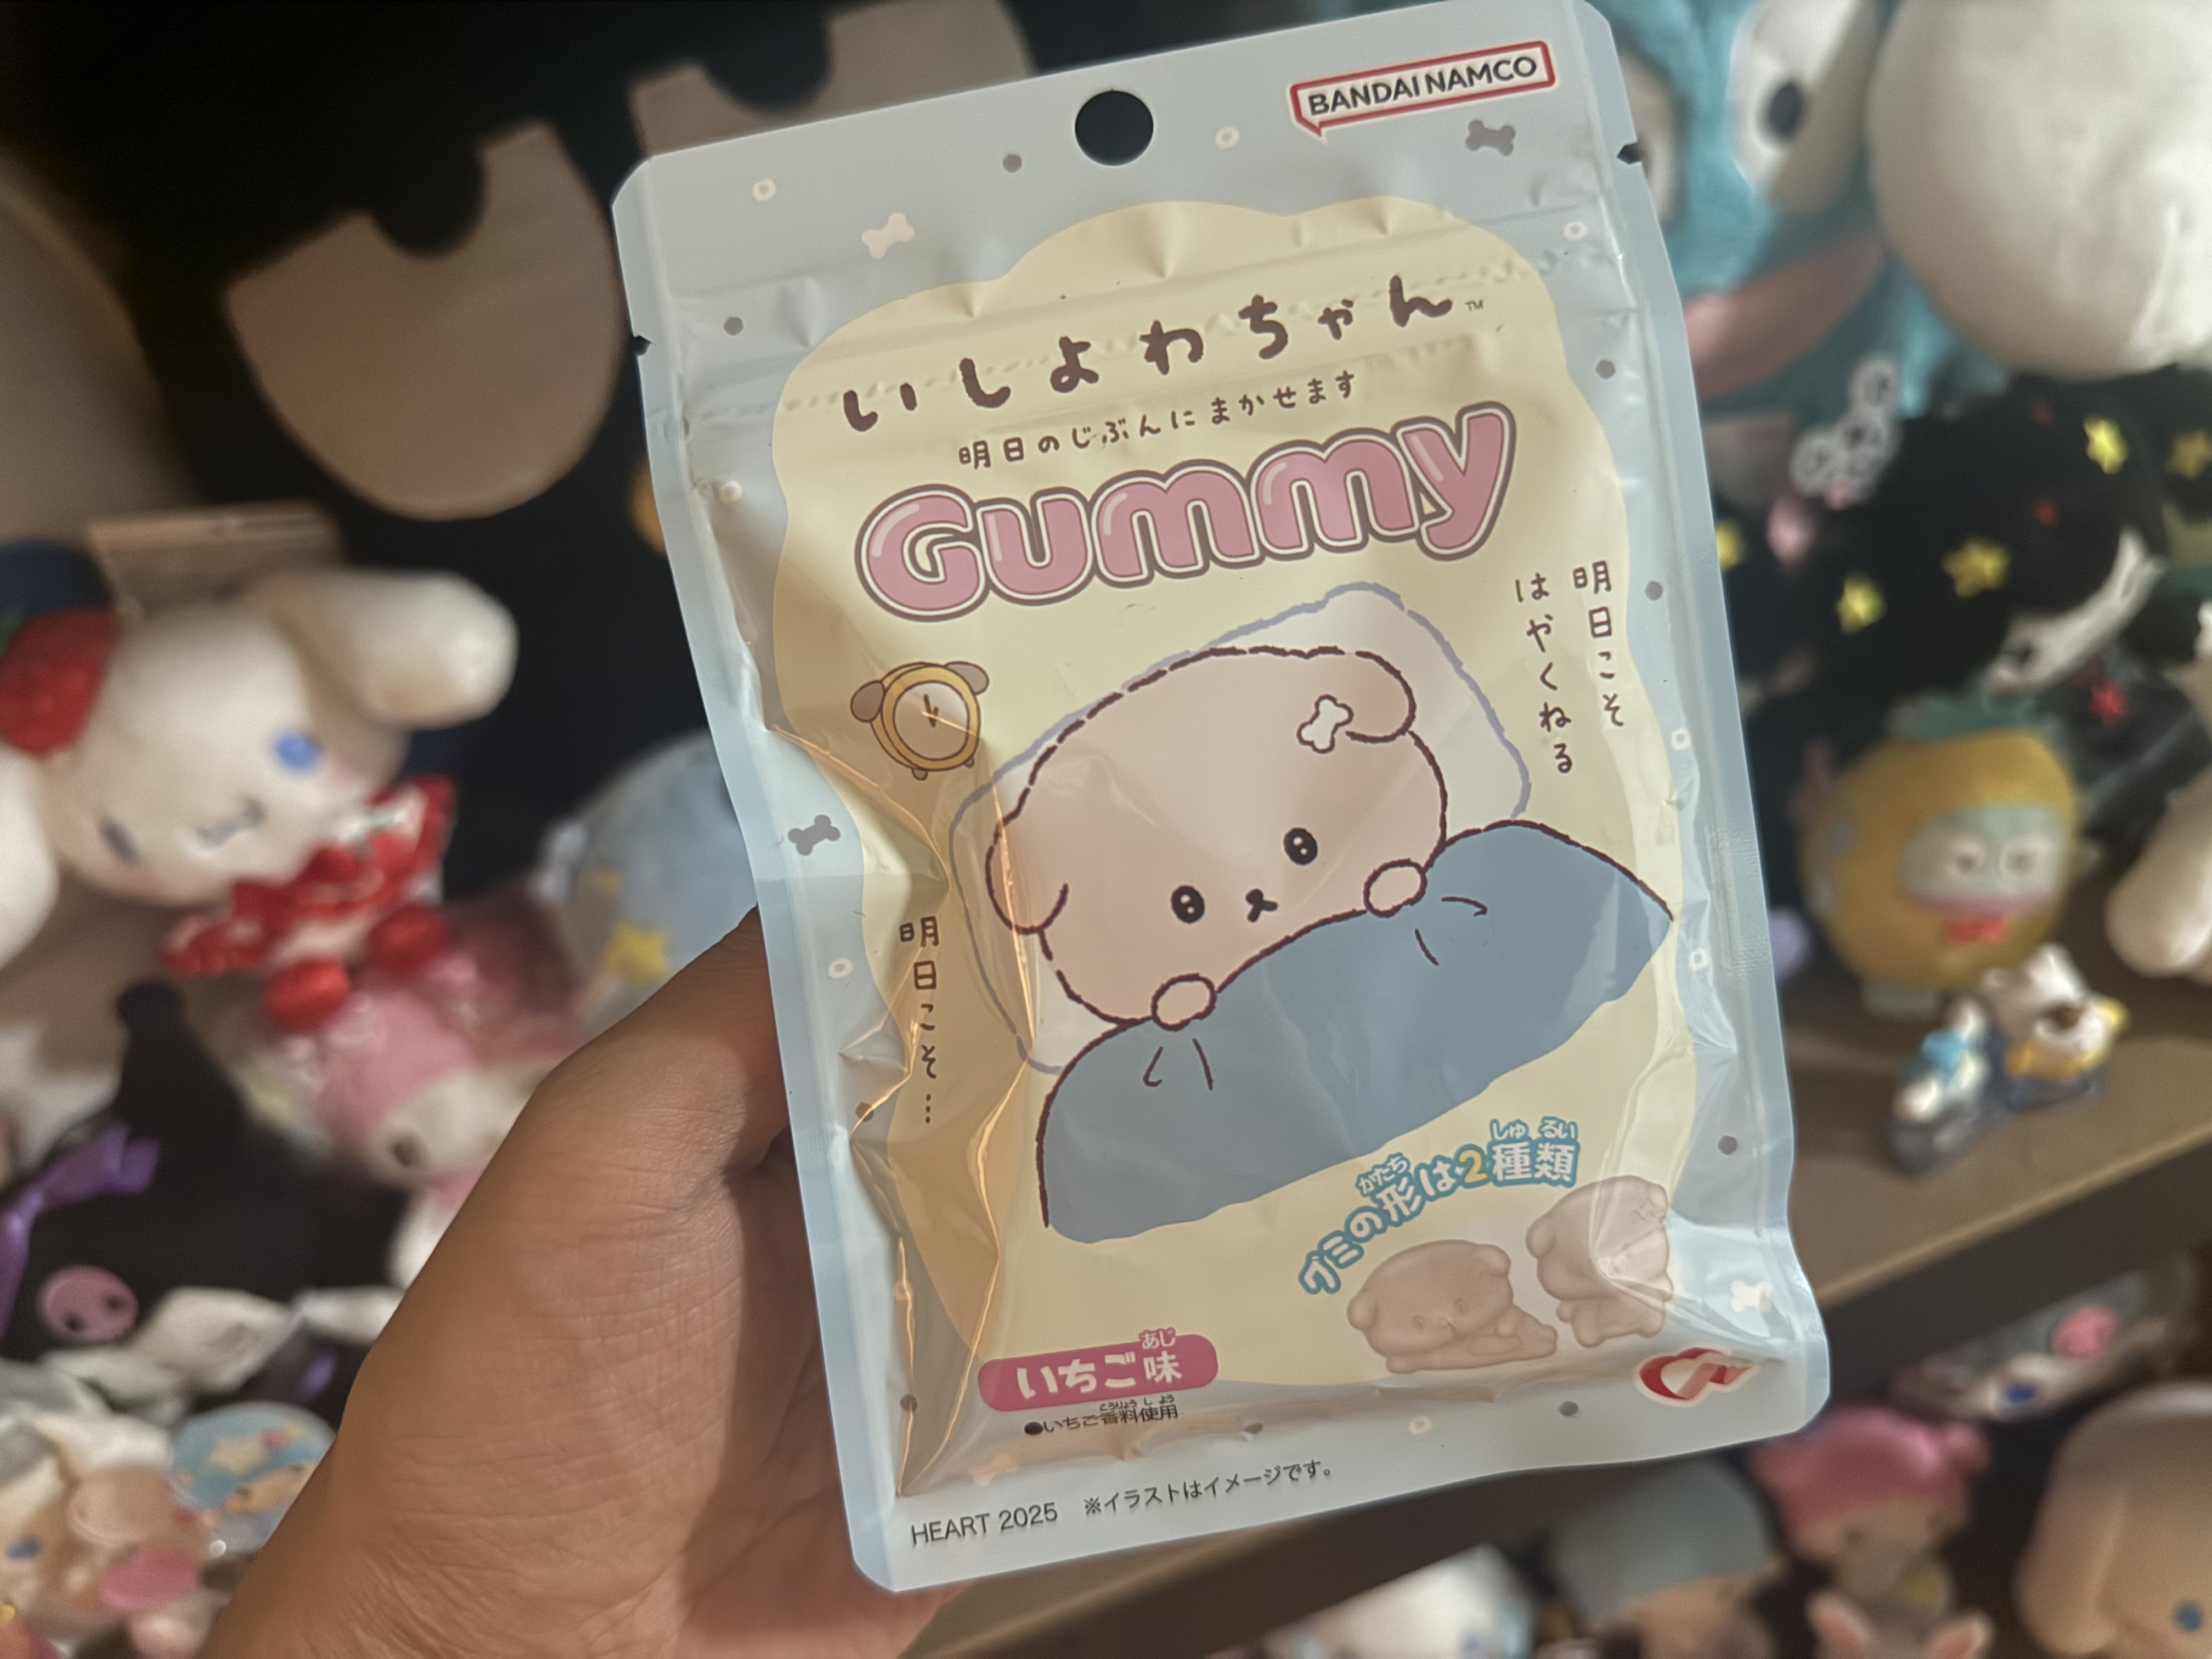 BANDAI NAMCO
いしよわちゃん™
明日のじぶんにまかせます
Gummy
明日こそ
はやくねる
明日こそ…
かたち しゅ るい
グミの形は2種類
あじ
いちご味
こうりょう し よう
●いちご香料使用
HEART 2025 ※イラストはイメージです。